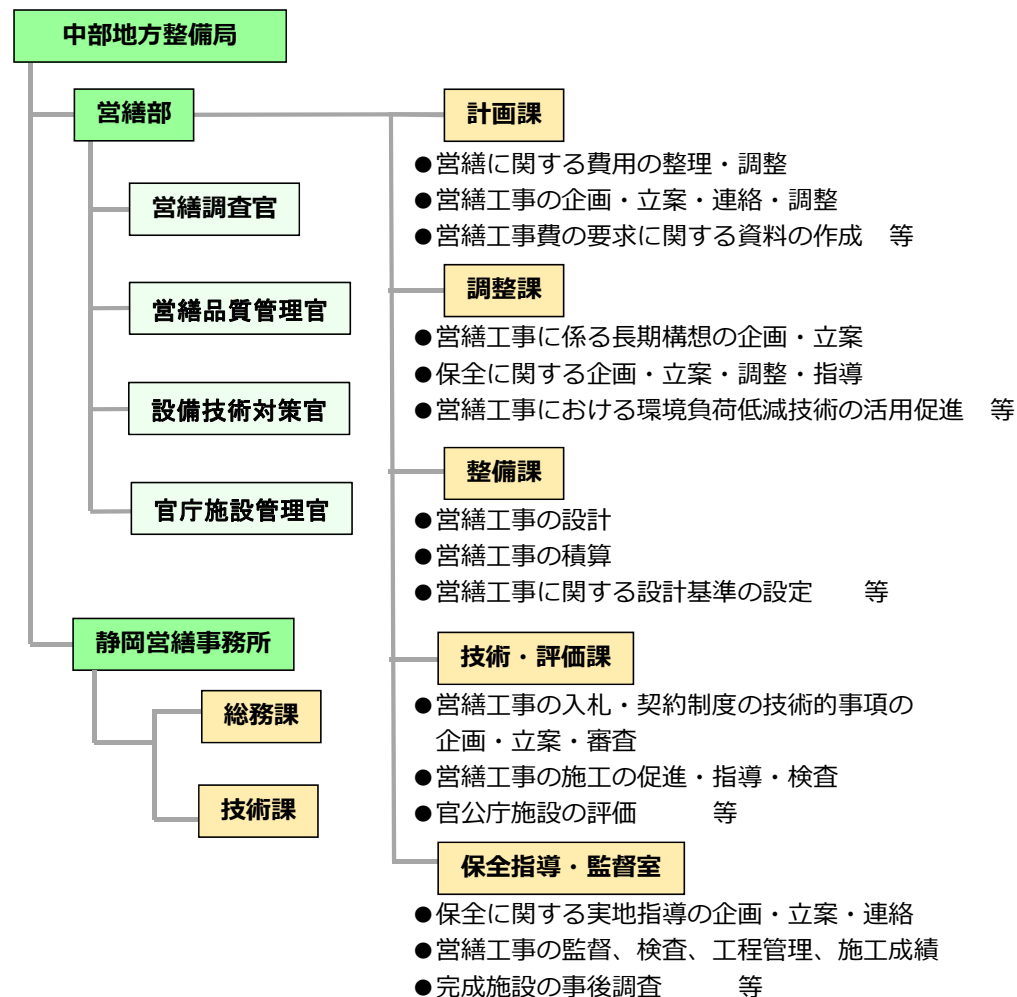 中部地方整備局
営繕部
営繕調査官
営繕品質管理官
設備技術対策官
官庁施設管理官
静岡営繕事務所
総務課
技術課
計画課
●営繕に関する費用の整理・調整
●営繕工事の企画・立案・連絡・調整
●営繕工事費の要求に関する資料の作成　等
調整課
●営繕工事に係る長期構想の企画・立案
●保全に関する企画・立案・調整・指導
●営繕工事における環境負荷低減技術の活用促進　等
整備課
●営繕工事の設計
●営繕工事の積算
●営繕工事に関する設計基準の設定　　等
技術・評価課
●営繕工事の入札・契約制度の技術的事項の
企画・立案・審査
●営繕工事の施工の促進・指導・検査
●官公庁施設の評価　　　等
保全指導・監督室
●保全に関する実地指導の企画・立案・連絡
●営繕工事の監督、検査、工程管理、施工成績
●完成施設の事後調査　　　等